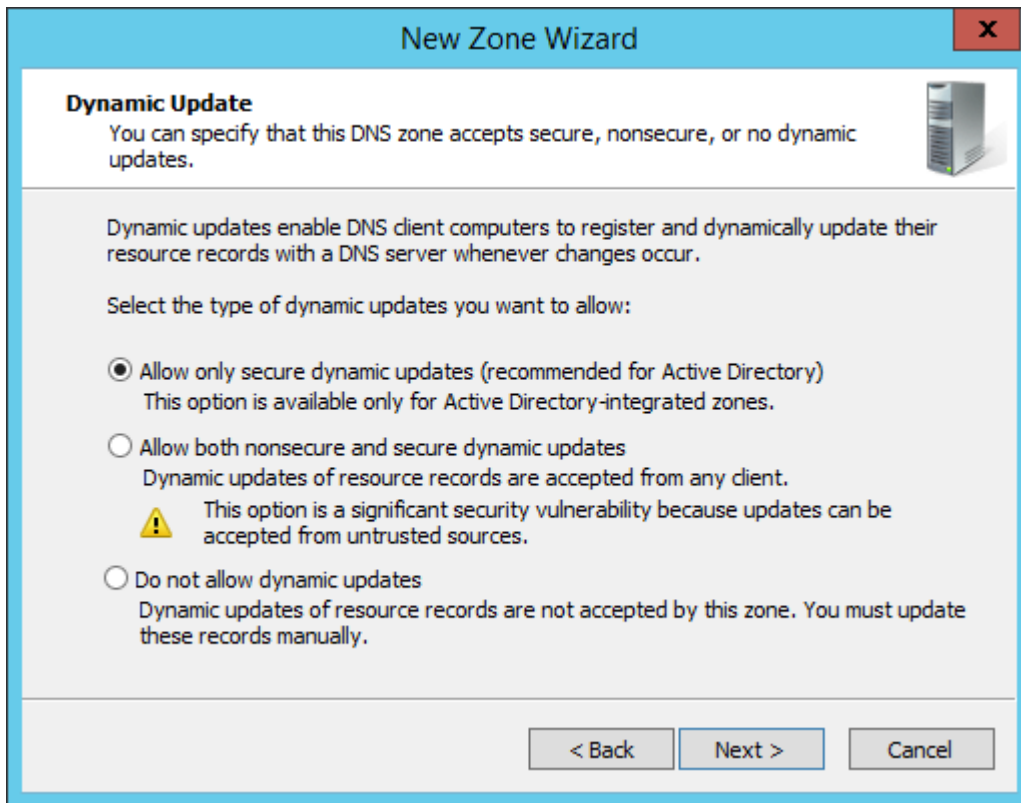 New Zone Wizard
x
Dynamic Update
You can specify that this DNS zone accepts secure, nonsecure, or no dynamic
updates.
Dynamic updates enable DNS client computers to register and dynamically update their
resource records with a DNS server whenever changes occur.
Select the type of dynamic updates you want to allow:
Allow only secure dynamic updates (recommended for Active Directory)
This option is available only for Active Directory-integrated zones.
Allow both nonsecure and secure dynamic updates
Dynamic updates of resource records are accepted from any client.
This option is a significant security vulnerability because updates can be
accepted from untrusted sources.
Do not allow dynamic updates
Dynamic updates of resource records are not accepted by this zone. You must update
these records manually.
< Back Next > Cancel